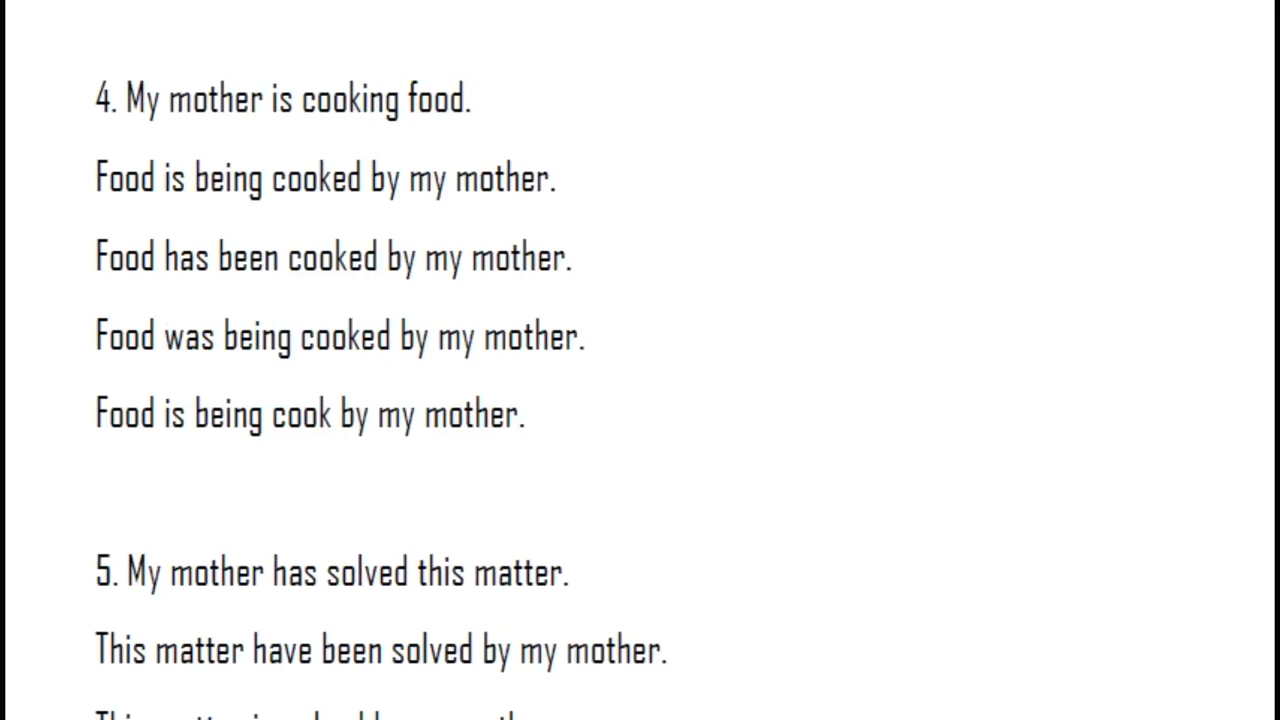 4. My mother is cooking food.
Food is being cooked by my mother.
Food has been cooked by my mother.
Food was being cooked by my mother.
Food is being cook by my mother.
5. My mother has solved this matter.
This matter have been solved by my mother.